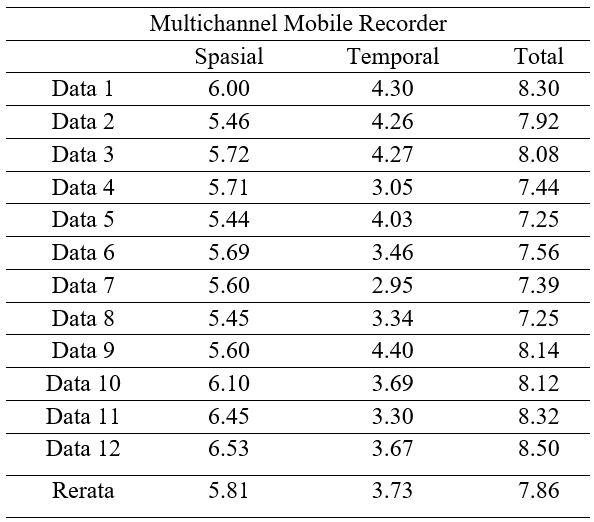 Multichannel Mobile Recorder
Spasial Temporal Total
Data 1 6.00 4.30 8.30
Data 2 5.46 4.26 7.92
Data 3 5.72 4.27 8.08
Data 4 5.71 3.05 7.44
Data 5 5.44 4.03 7.25
Data 6 5.69 3.46 7.56
Data 7 5.60 2.95 7.39
Data 8 5.45 3.34 7.25
Data 9 5.60 4.40 8.14
Data 10 6.10 3.69 8.12
Data 11 6.45 3.30 8.32
Data 12 6.53 3.67 8.50
Rerata 5.81 3.73 7.86